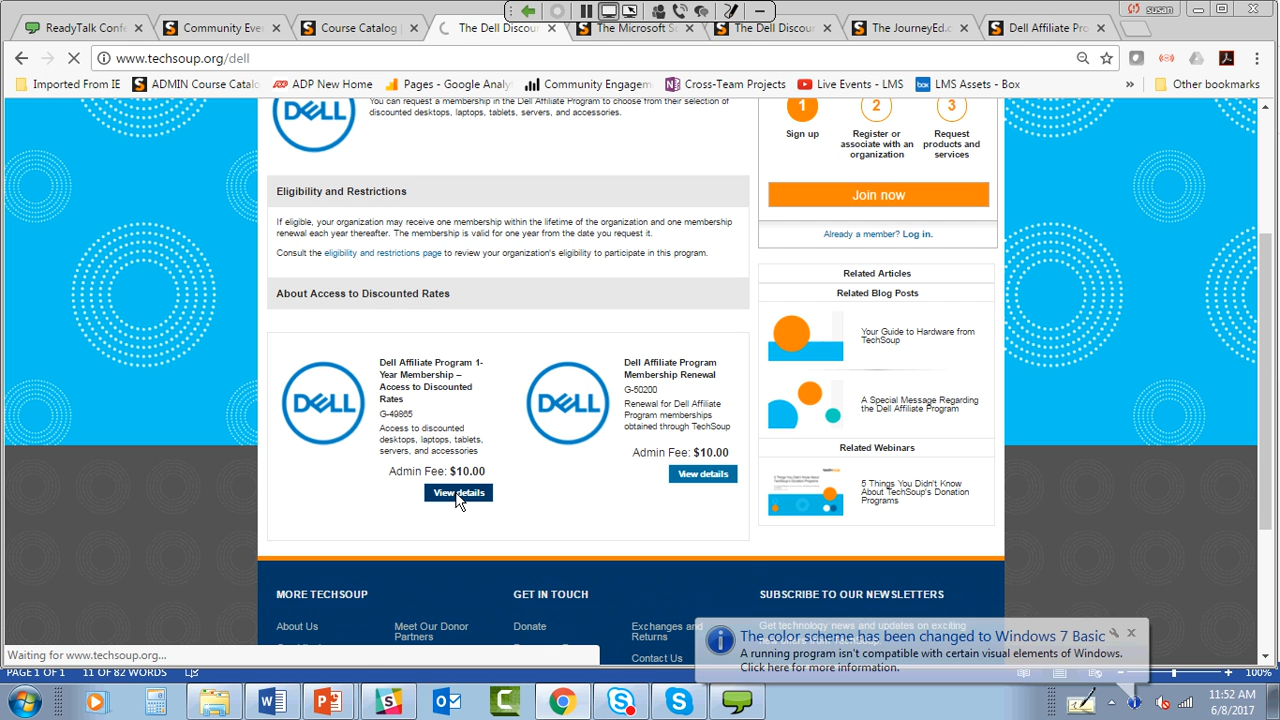 susan
ReadyTalk Conf
Community Eve
Course Catalog |
The Dell Discou
The Microsoft S
The Dell Discou
The JourneyEd.c
Dell Affiliate Pro
www.techsoup.org/dell
Imported From IE
ADMIN Course Catalo
ADP New Home
Pages - Google Analy
Community Engagem
Cross-Team Projects
Live Events - LMS
LMS Assets - Box
»
Other bookmarks
DELL
You can request a membership in the Dell Affiliate Program to choose from their selection of
discounted desktops, laptops, tablets, servers, and accessories.
Eligibility and Restrictions
If eligible, your organization may receive one membership within the lifetime of the organization and one membership
renewal each year thereafter. The membership is valid for one year from the date you request it.
Consult the eligibility and restrictions page to review your organization's eligibility to participate in this program.
About Access to Discounted Rates
DELL
Dell Affiliate Program 1-
Year Membership –
Access to Discounted
Rates
G-49865
Access to discounted
desktops, laptops, tablets,
servers, and accessories
Admin Fee: $10.00
View details
DELL
Dell Affiliate Program
Membership Renewal
G-50200
Renewal for Dell Affiliate
Program memberships
obtained through TechSoup
Admin Fee: $10.00
View details
1
2
3
Sign up
Register or
associate with an
organization
Request
products and
services
Join now
Already a member? Log in.
Related Articles
Related Blog Posts
Your Guide to Hardware from
TechSoup
A Special Message Regarding
the Dell Affiliate Program
Related Webinars
5 Things You Didn't Know
About TechSoup's Donation
Programs
MORE TECHSOUP
About Us
Meet Our Donor
Partners
GET IN TOUCH
Donate
Exchanges and
Returns
Contact Us
SUBSCRIBE TO OUR NEWSLETTERS
Get technology news and updates on exciting
The color scheme has been changed to Windows 7 Basic
A running program isn't compatible with certain visual elements of Windows.
Click here for more information.
Waiting for www.techsoup.org...
PAGE 1 OF 1
11 OF 82 WORDS
100%
11:52 AM
6/8/2017